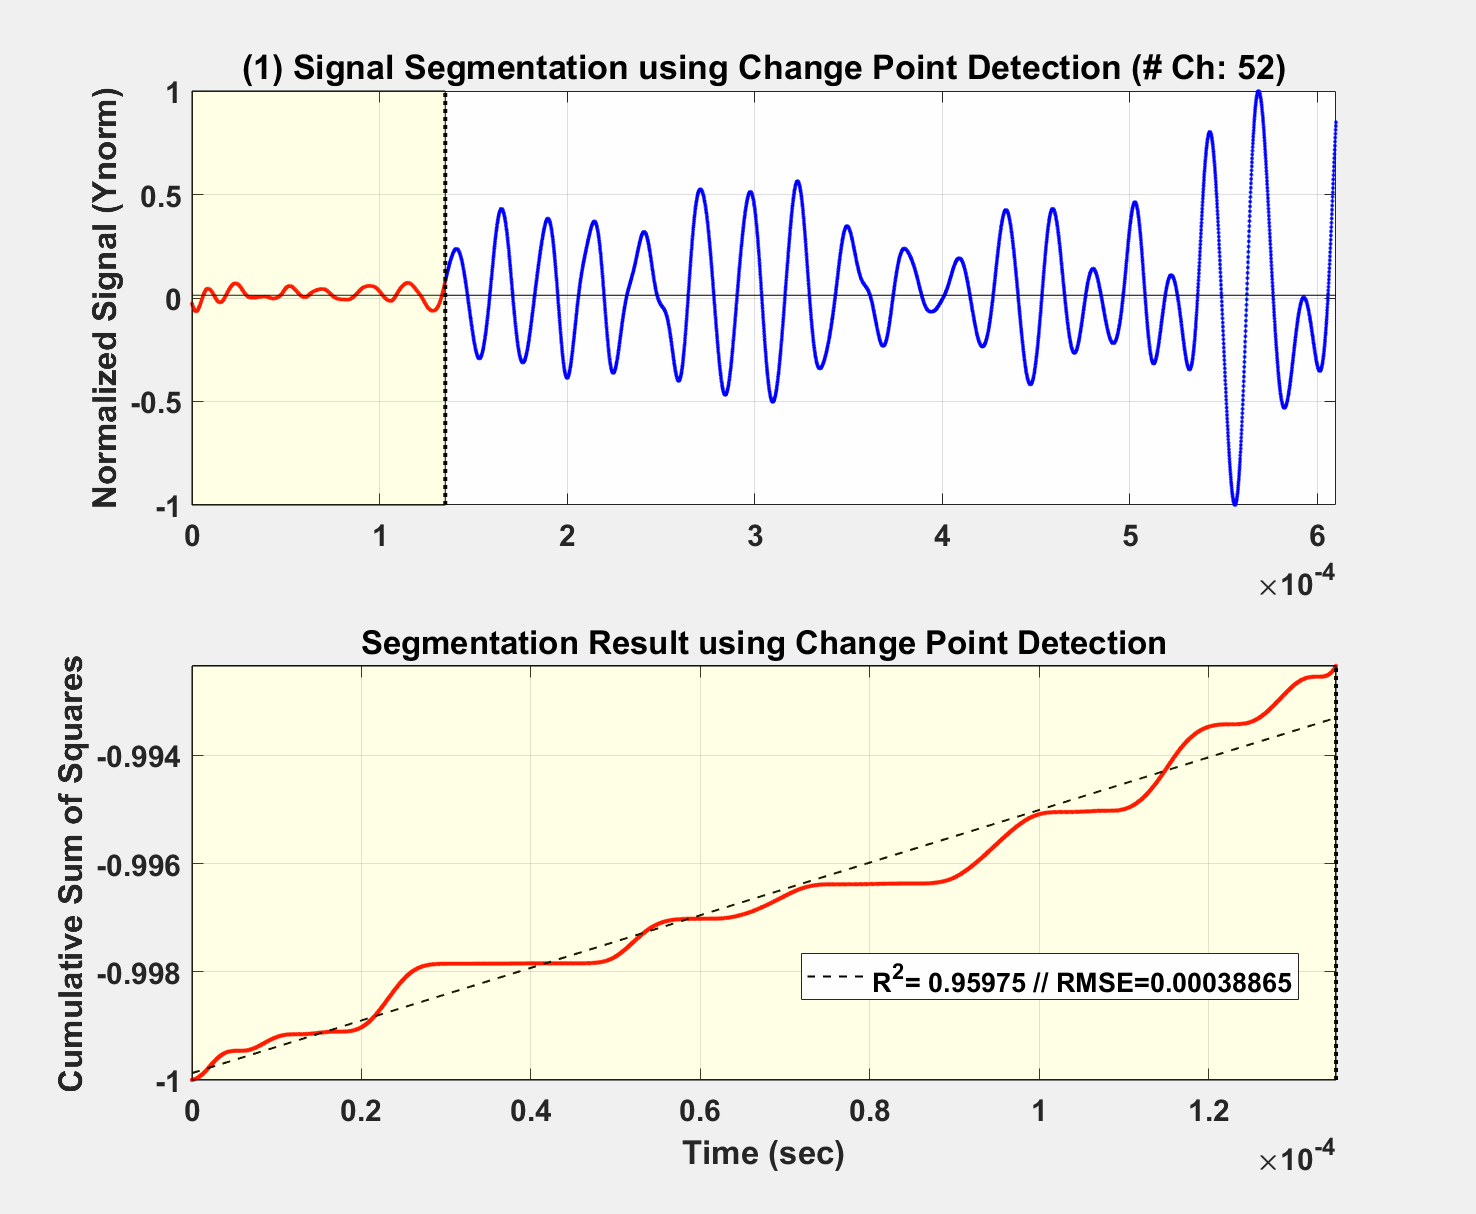 (1) Signal Segmentation using Change Point Detection (# Ch: 52)
Normalized Signal (Ynorm)
1
0.5
0
-0.5
-1
0 1 2 3 4 5 6
×10-4
Segmentation Result using Change Point Detection
Cumulative Sum of Squares
-0.994
-0.996
-0.998
-1
R2= 0.95975 // RMSE=0.00038865
0 0.2 0.4 0.6 0.8 1 1.2
Time (sec)
×10-4